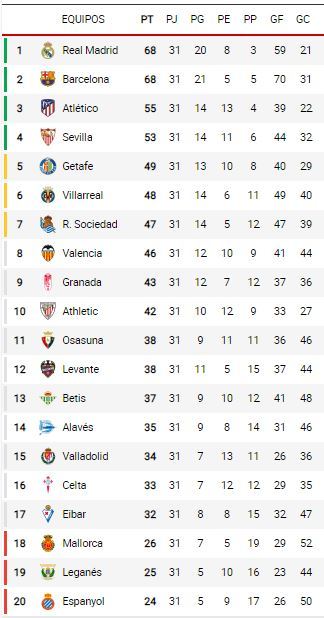 EQUIPOS PT PJ PG PE PP GF GC
1 Real Madrid 68 31 20 8 3 59 21
2 Barcelona 68 31 21 5 5 70 31
3 Atlético 55 31 14 13 4 39 22
4 Sevilla 53 31 14 11 6 44 32
5 Getafe 49 31 13 10 8 40 29
6 Villarreal 48 31 14 6 11 49 40
7 R. Sociedad 47 31 14 5 12 47 39
8 Valencia 46 31 12 10 9 41 44
9 Granada 43 31 12 7 12 37 36
10 Athletic 42 31 10 12 9 33 27
11 Osasuna 38 31 9 11 11 36 46
12 Levante 38 31 11 5 15 37 44
13 Betis 37 31 9 10 12 41 48
14 Alavés 35 31 9 8 14 31 46
15 Valladolid 34 31 7 13 11 26 36
16 Celta 33 31 7 12 12 29 35
17 Eibar 32 31 8 8 15 32 47
18 Mallorca 26 31 7 5 19 29 52
19 Leganés 25 31 5 10 16 23 44
20 Espanyol 24 31 5 9 17 26 50